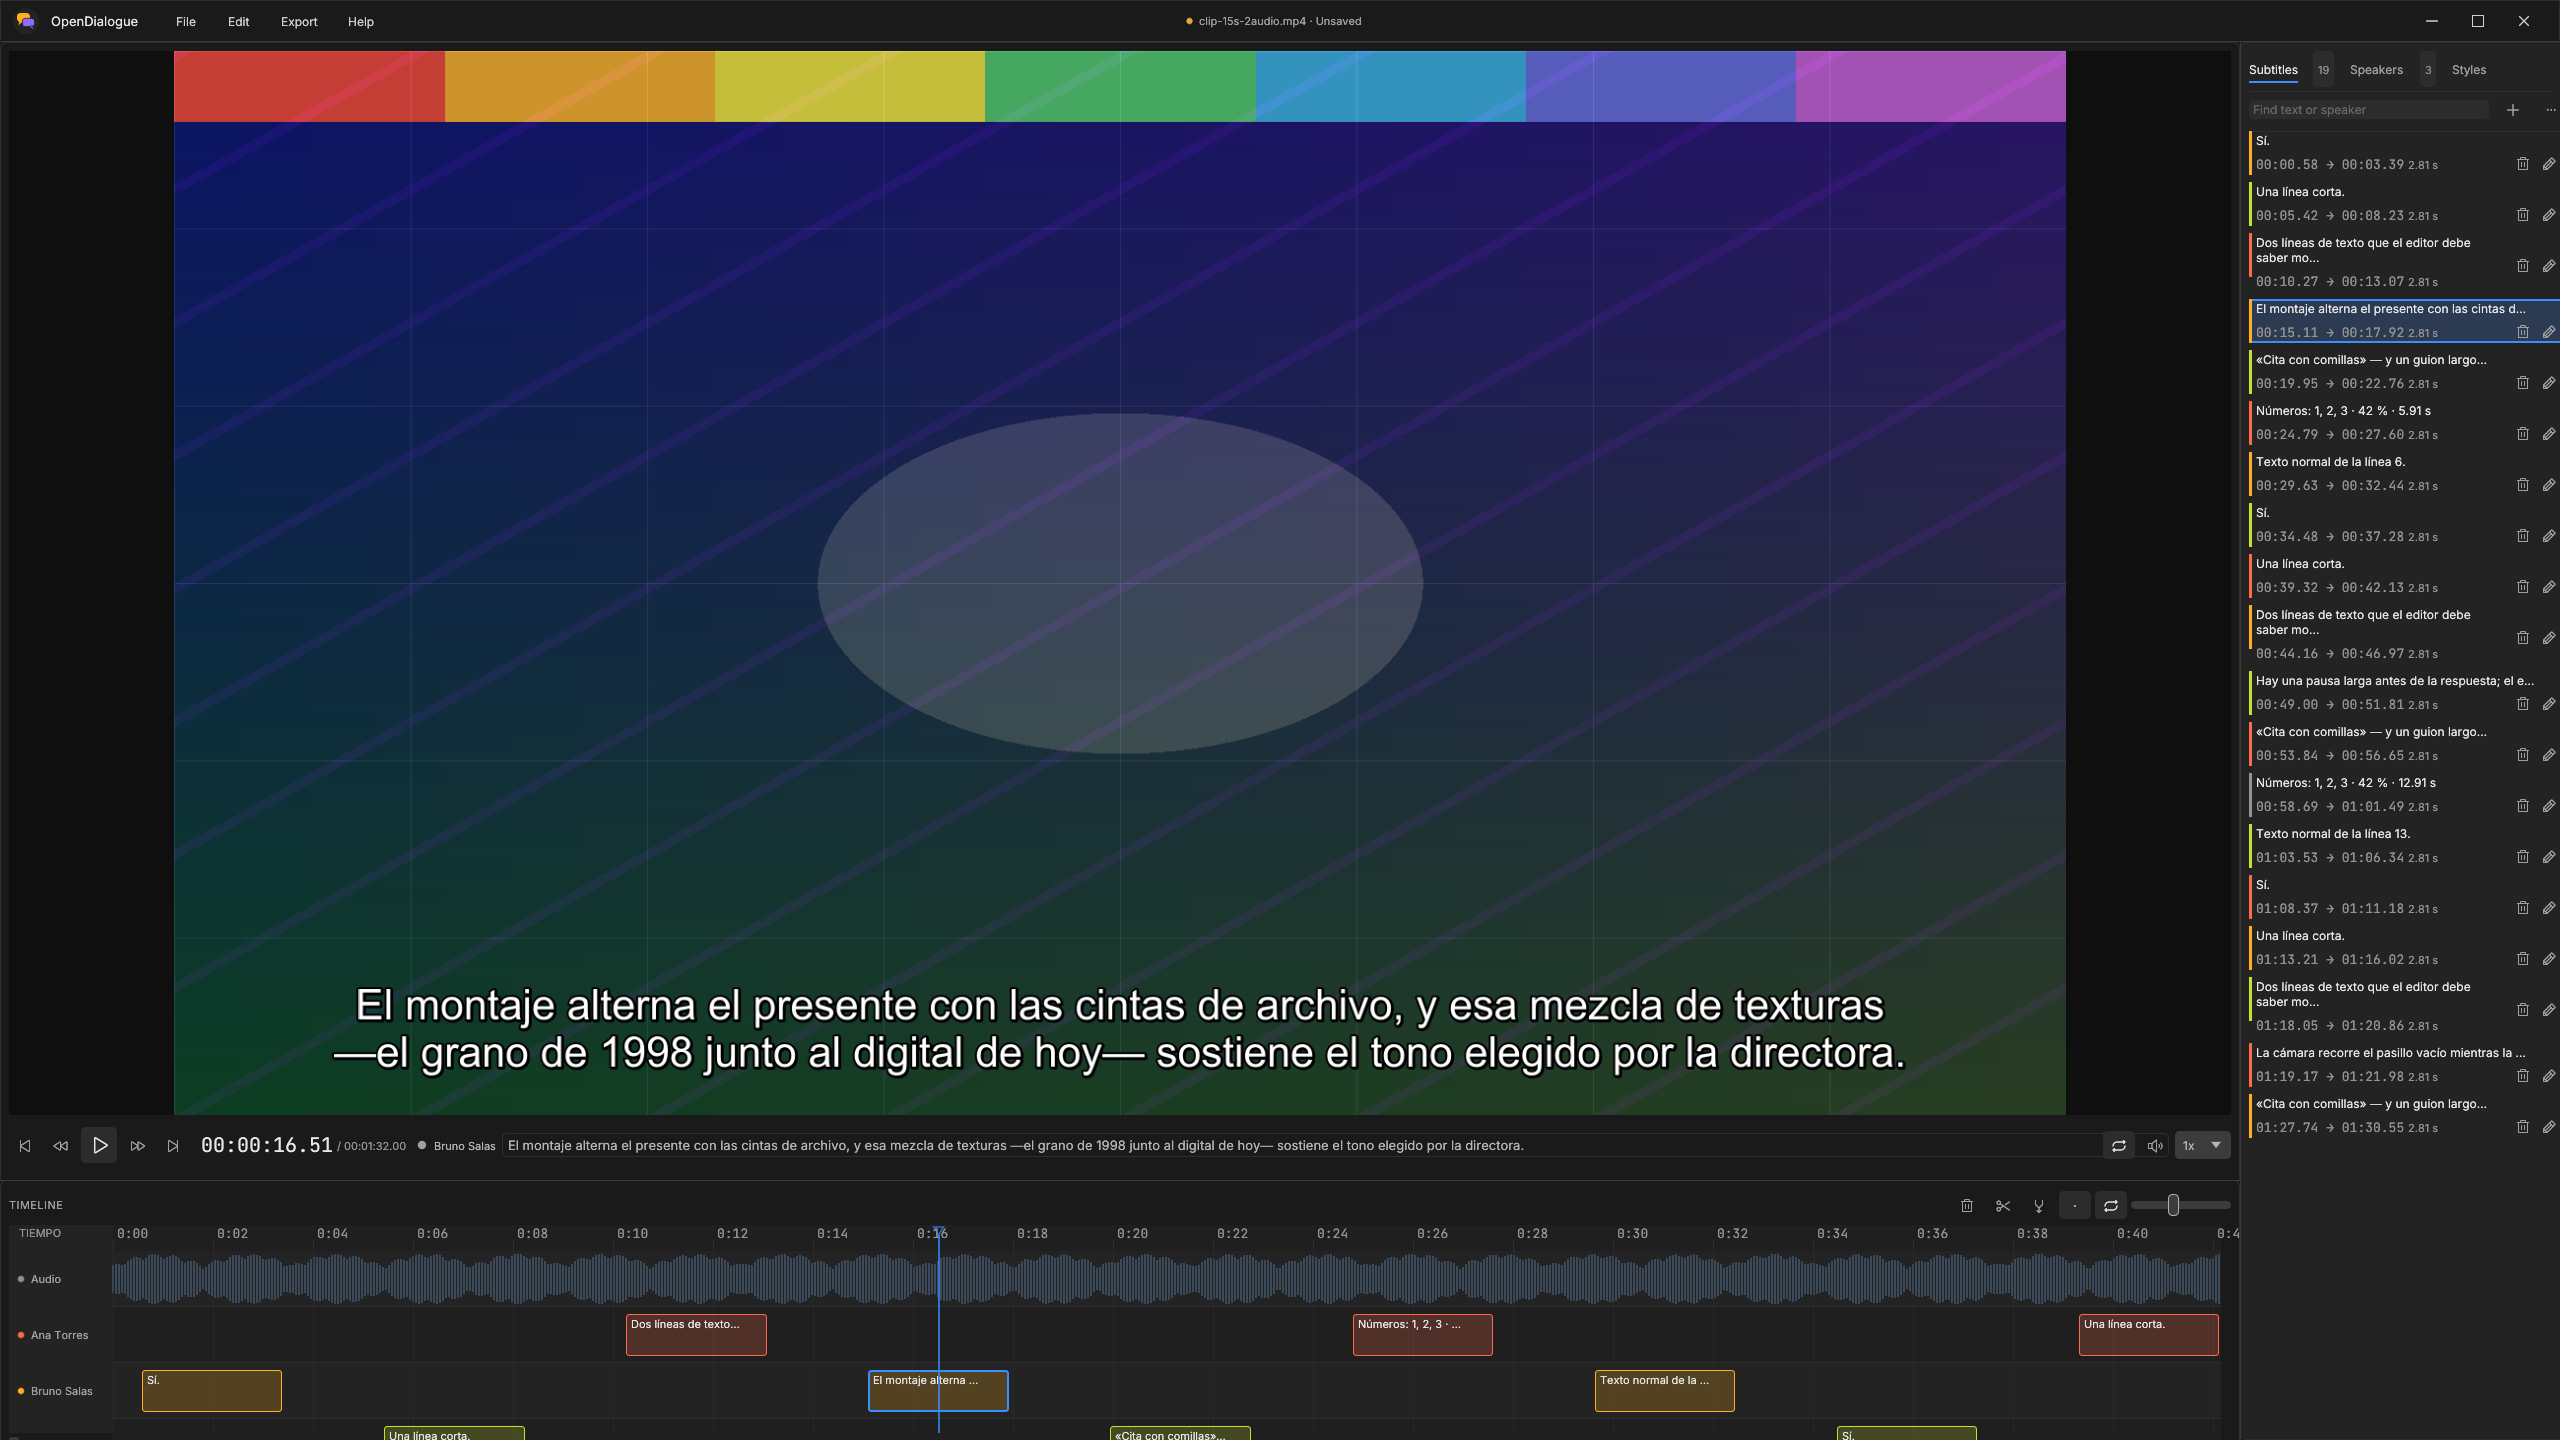 OpenDialogue File Edit Export Help
clip-15s-2audio.mp4 · Unsaved
Subtitles 19 Speakers 3 Styles
Find text or speaker
Sí.
00:00.58 → 00:03.39 2.81 s
Una línea corta.
00:05.42 → 00:08.23 2.81 s
Dos líneas de texto que el editor debe
saber mo...
00:10.27 → 00:13.07 2.81 s
El montaje alterna el presente con las cintas d...
00:15.11 → 00:17.92 2.81 s
«Cita con comillas» — y un guion largo...
00:19.95 → 00:22.76 2.81 s
Números: 1, 2, 3 · 42 % · 5.91 s
00:24.79 → 00:27.60 2.81 s
Texto normal de la línea 6.
00:29.63 → 00:32.44 2.81 s
Sí.
00:34.48 → 00:37.28 2.81 s
Una línea corta.
00:39.32 → 00:42.13 2.81 s
Dos líneas de texto que el editor debe
saber mo...
00:44.16 → 00:46.97 2.81 s
Hay una pausa larga antes de la respuesta; el e...
00:49.00 → 00:51.81 2.81 s
«Cita con comillas» — y un guion largo...
00:53.84 → 00:56.65 2.81 s
Números: 1, 2, 3 · 42 % · 12.91 s
00:58.69 → 01:01.49 2.81 s
Texto normal de la línea 13.
01:03.53 → 01:06.34 2.81 s
Sí.
01:08.37 → 01:11.18 2.81 s
Una línea corta.
01:13.21 → 01:16.02 2.81 s
Dos líneas de texto que el editor debe
saber mo...
01:18.05 → 01:20.86 2.81 s
La cámara recorre el pasillo vacío mientras la ...
01:19.17 → 01:21.98 2.81 s
«Cita con comillas» — y un guion largo...
01:27.74 → 01:30.55 2.81 s
El montaje alterna el presente con las cintas de archivo, y esa mezcla de texturas
—el grano de 1998 junto al digital de hoy— sostiene el tono elegido por la directora.
00:00:16.51 / 00:01:32.00 Bruno Salas El montaje alterna el presente con las cintas de archivo, y esa mezcla de texturas —el grano de 1998 junto al digital de hoy— sostiene el tono elegido por la directora. 1x
TIMELINE
TIEMPO 0:00 0:02 0:04 0:06 0:08 0:10 0:12 0:14 0:16 0:18 0:20 0:22 0:24 0:26 0:28 0:30 0:32 0:34 0:36 0:38 0:40 0:4
Audio
Ana Torres Dos líneas de texto... Números: 1, 2, 3 · ... Una línea corta.
Bruno Salas Sí. El montaje alterna ... Texto normal de la ...
Una línea corta. «Cita con comillas»... Sí.